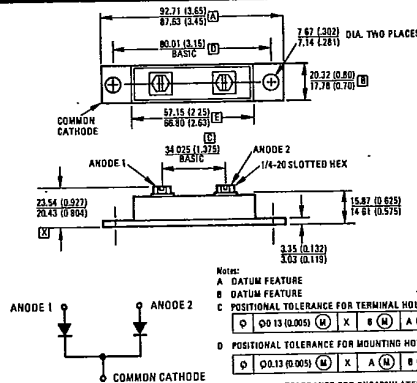 92.71 (3.65) A
87.63 (3.45)
80.01 (3.15) D
BASIC
7.67 (.302) DIA. TWO PLACES
7.14 (.281)
20.32 (0.80) B
17.78 (0.70)
COMMON
CATHODE
57.15 (2.25) E
66.80 (2.63)
C
34.025 (1.375)
BASIC
ANODE 1
ANODE 2
1/4-20 SLOTTED HEX
23.54 (0.927)
20.43 (0.804)
X
15.87 (0.625)
14.61 (0.575)
3.35 (0.132)
3.03 (0.119)
Notes:
A DATUM FEATURE
B DATUM FEATURE
C POSITIONAL TOLERANCE FOR TERMINAL HO
⌀ ⌀0.13 (0.005) Ⓜ X B Ⓜ A
D POSITIONAL TOLERANCE FOR MOUNTING HO
⌀ ⌀0.13 (0.005) Ⓜ X A Ⓜ B
ANODE 1
ANODE 2
COMMON CATHODE